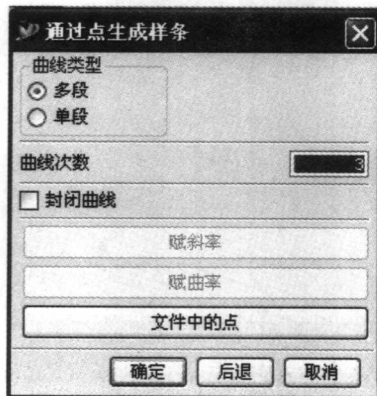 通过点生成样条
曲线类型
多段
单段
曲线次数
3
封闭曲线
赋斜率
赋曲率
文件中的点
确定 后退 取消